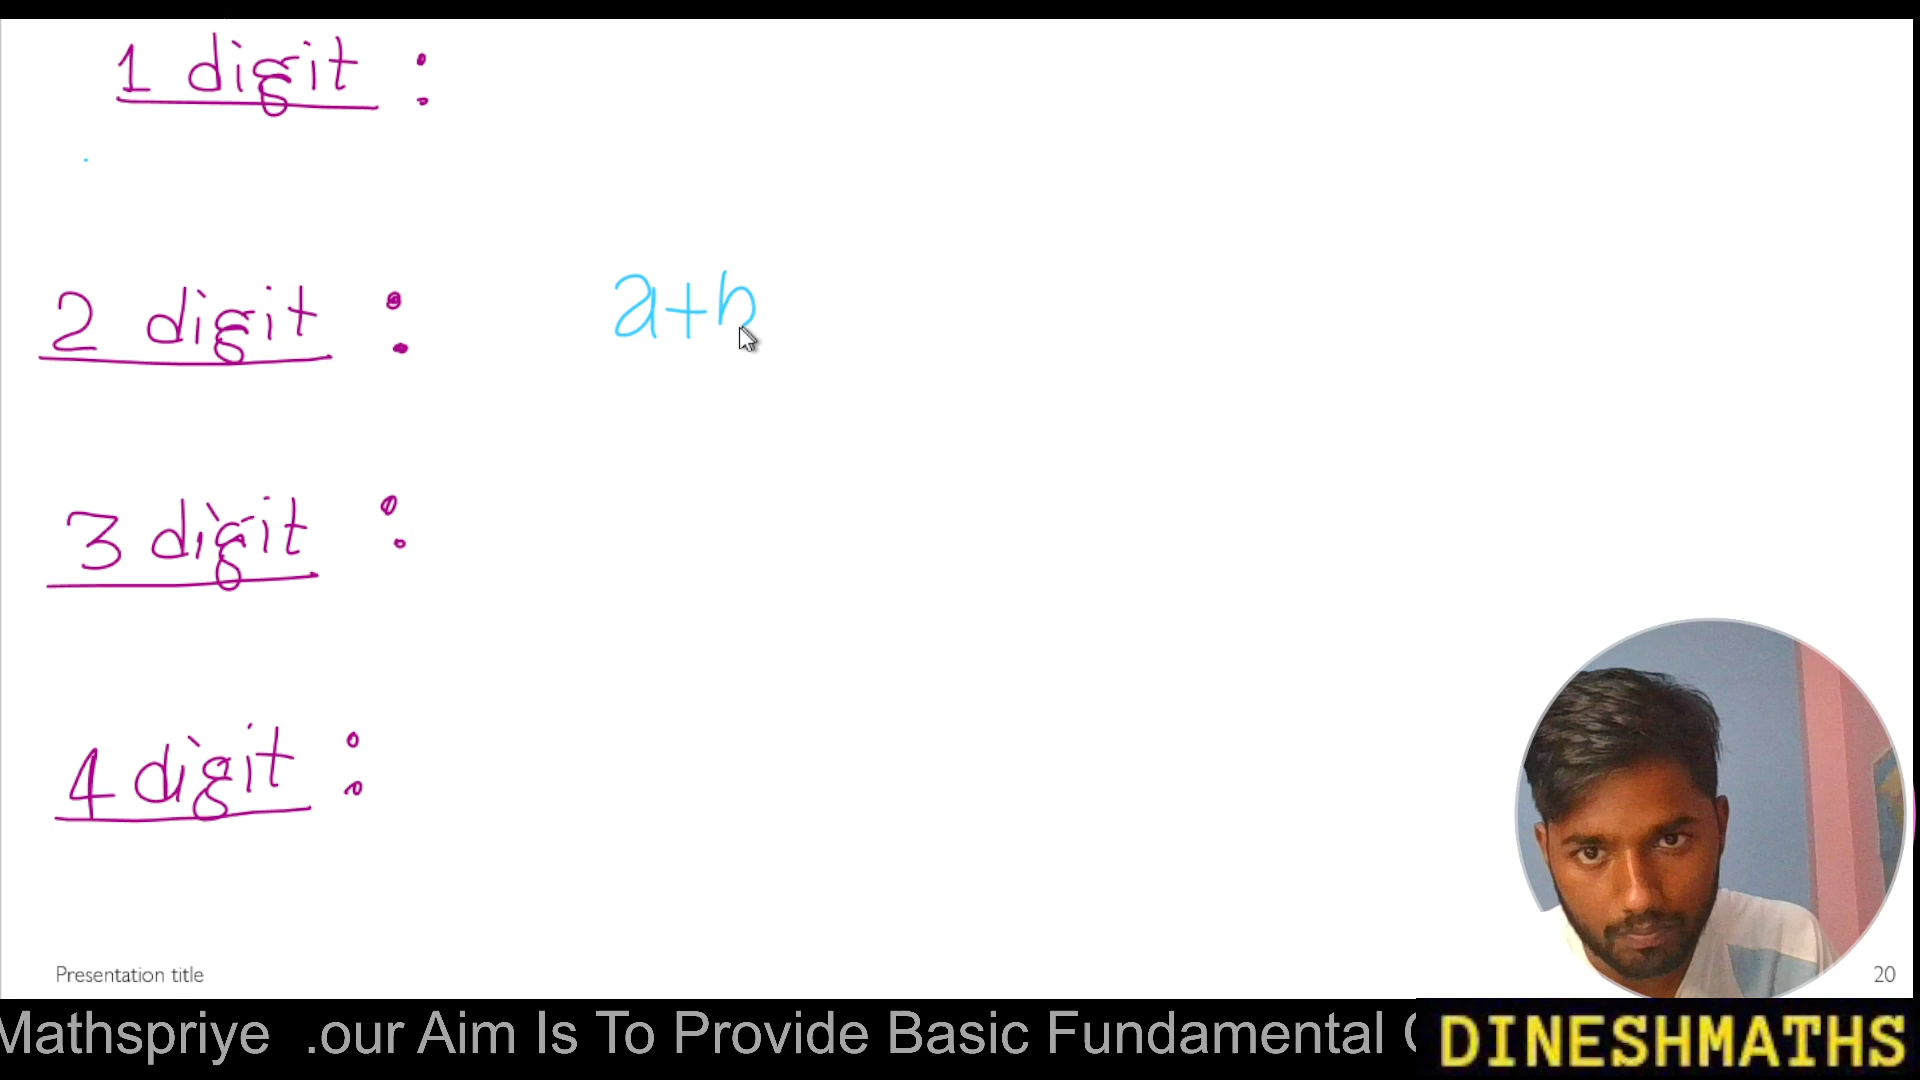 1 digit :
2 digit : a+b
3 digit :
4 digit :
Presentation title 20
Mathspriye .our Aim Is To Provide Basic Fundamental
DINESHMATHS